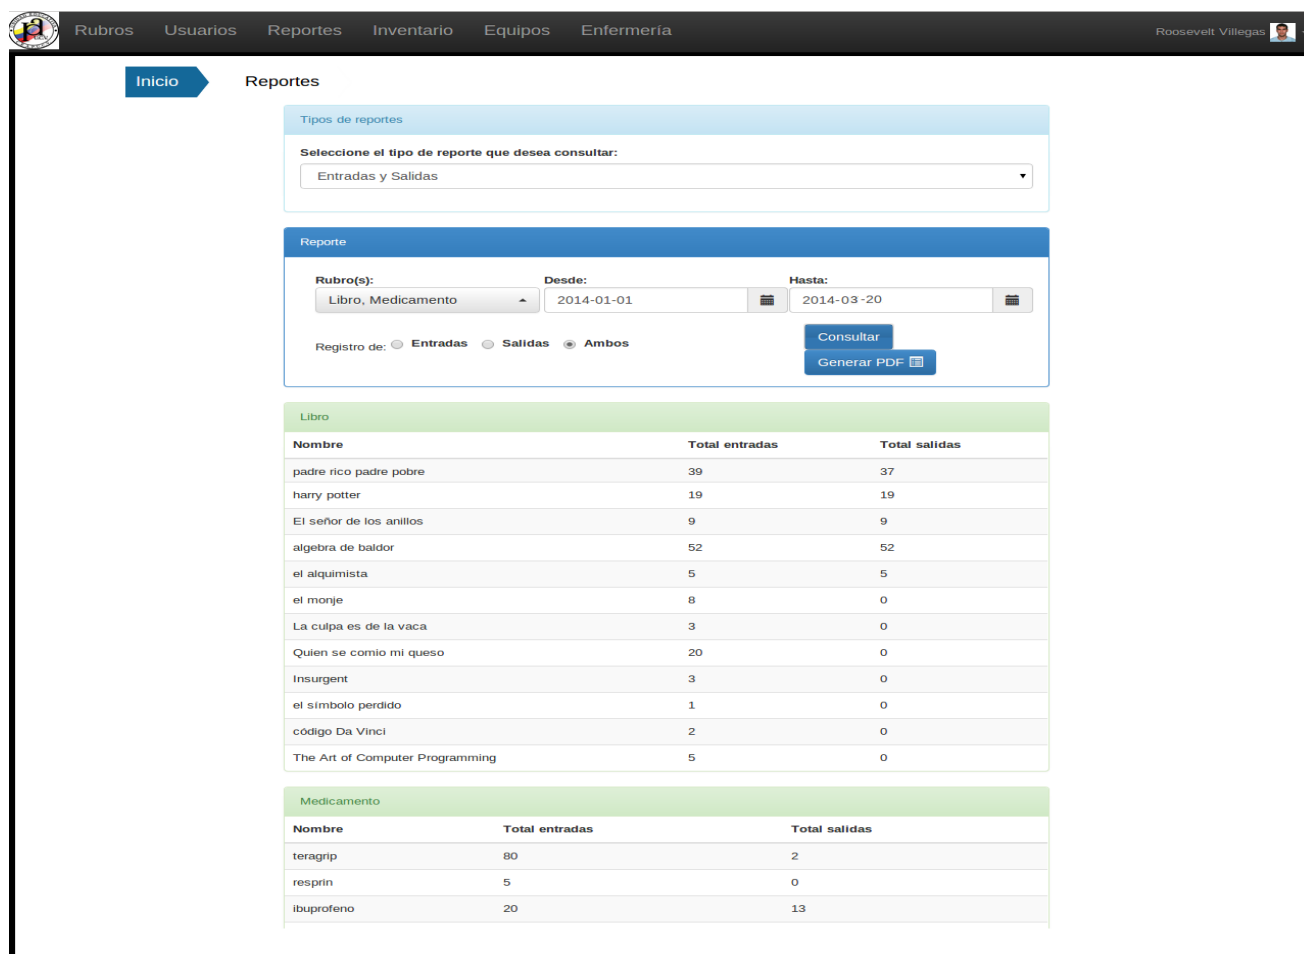 Rubros Usuarios Reportes Inventario Equipos Enfermería Roosevelt Villegas
Inicio Reportes
Tipos de reportes
Seleccione el tipo de reporte que desea consultar:
Entradas y Salidas
Reporte
Rubro(s): Desde: Hasta:
Libro, Medicamento 2014-01-01 2014-03-20
Registro de: Entradas Salidas Ambos Consultar
Generar PDF
Libro
Nombre Total entradas Total salidas
padre rico padre pobre 39 37
harry potter 19 19
El señor de los anillos 9 9
algebra de baldor 52 52
el alquimista 5 5
el monje 8 0
La culpa es de la vaca 3 0
Quien se comio mi queso 20 0
Insurgent 3 0
el símbolo perdido 1 0
código Da Vinci 2 0
The Art of Computer Programming 5 0
Medicamento
Nombre Total entradas Total salidas
teragrip 80 2
resprin 5 0
ibuprofeno 20 13